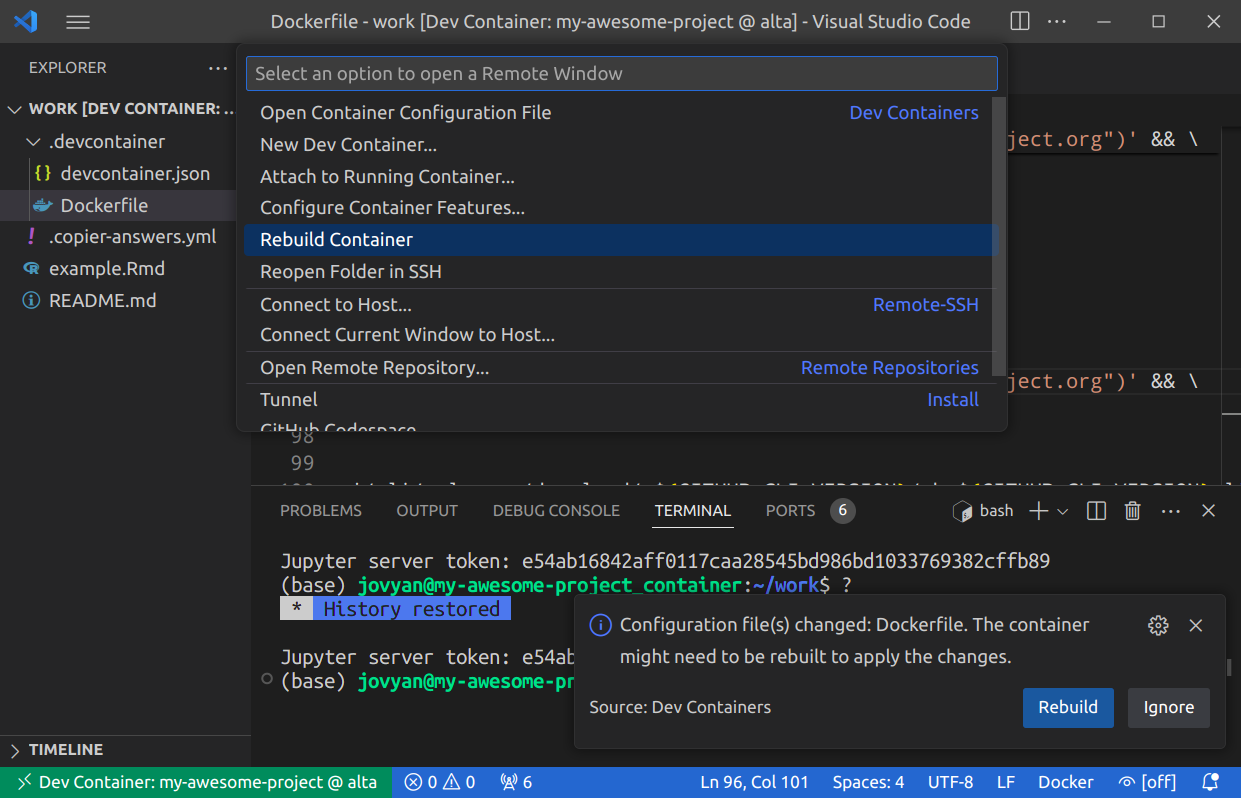 Dockerfile - work [Dev Container: my-awesome-project @ alta] - Visual Studio Code
EXPLORER
WORK [DEV CONTAINER: ...
.devcontainer
{} devcontainer.json
Dockerfile
! .copier-answers.yml
example.Rmd
README.md
TIMELINE
Select an option to open a Remote Window
Open Container Configuration File Dev Containers
New Dev Container...
Attach to Running Container...
Configure Container Features...
Rebuild Container
Reopen Folder in SSH
Connect to Host... Remote-SSH
Connect Current Window to Host...
Open Remote Repository... Remote Repositories
Tunnel Install
GitHub Codespace
ject.org")' && \
ject.org")' && \
98
99
PROBLEMS OUTPUT DEBUG CONSOLE TERMINAL PORTS 6 bash
Jupyter server token: e54ab16842aff0117caa28545bd986bd1033769382cffb89
(base) jovyan@my-awesome-project_container:~/work$ ?
* History restored
Jupyter server token: e54ab
(base) jovyan@my-awesome-pr
Configuration file(s) changed: Dockerfile. The container
might need to be rebuilt to apply the changes.
Source: Dev Containers Rebuild Ignore
Dev Container: my-awesome-project @ alta 0 0 6 Ln 96, Col 101 Spaces: 4 UTF-8 LF Docker [off]